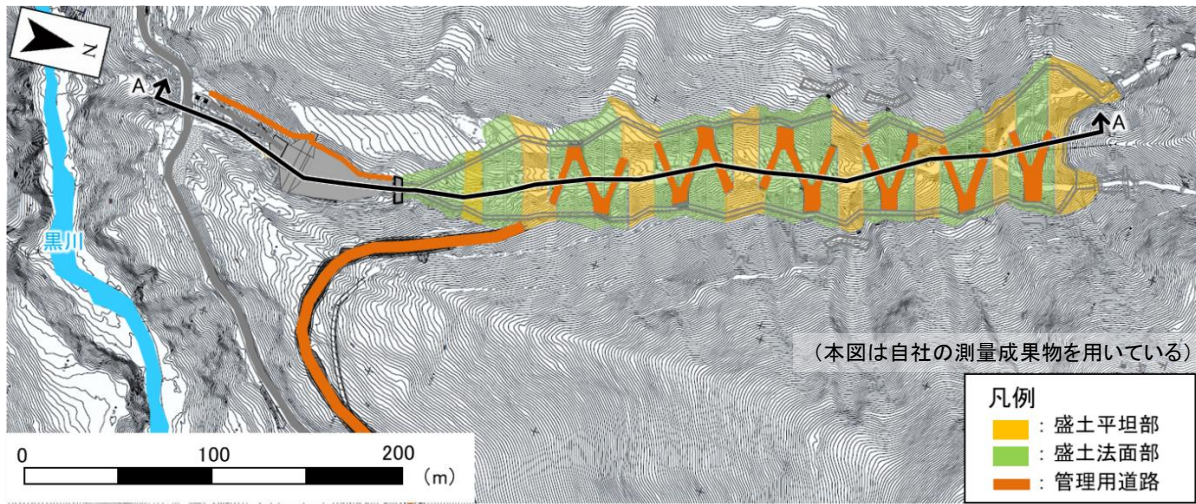 N
A
A
黒川
(本図は自社の測量成果物を用いている)
凡例
:盛土平坦部
:盛土法面部
:管理用道路
0 100 200
(m)